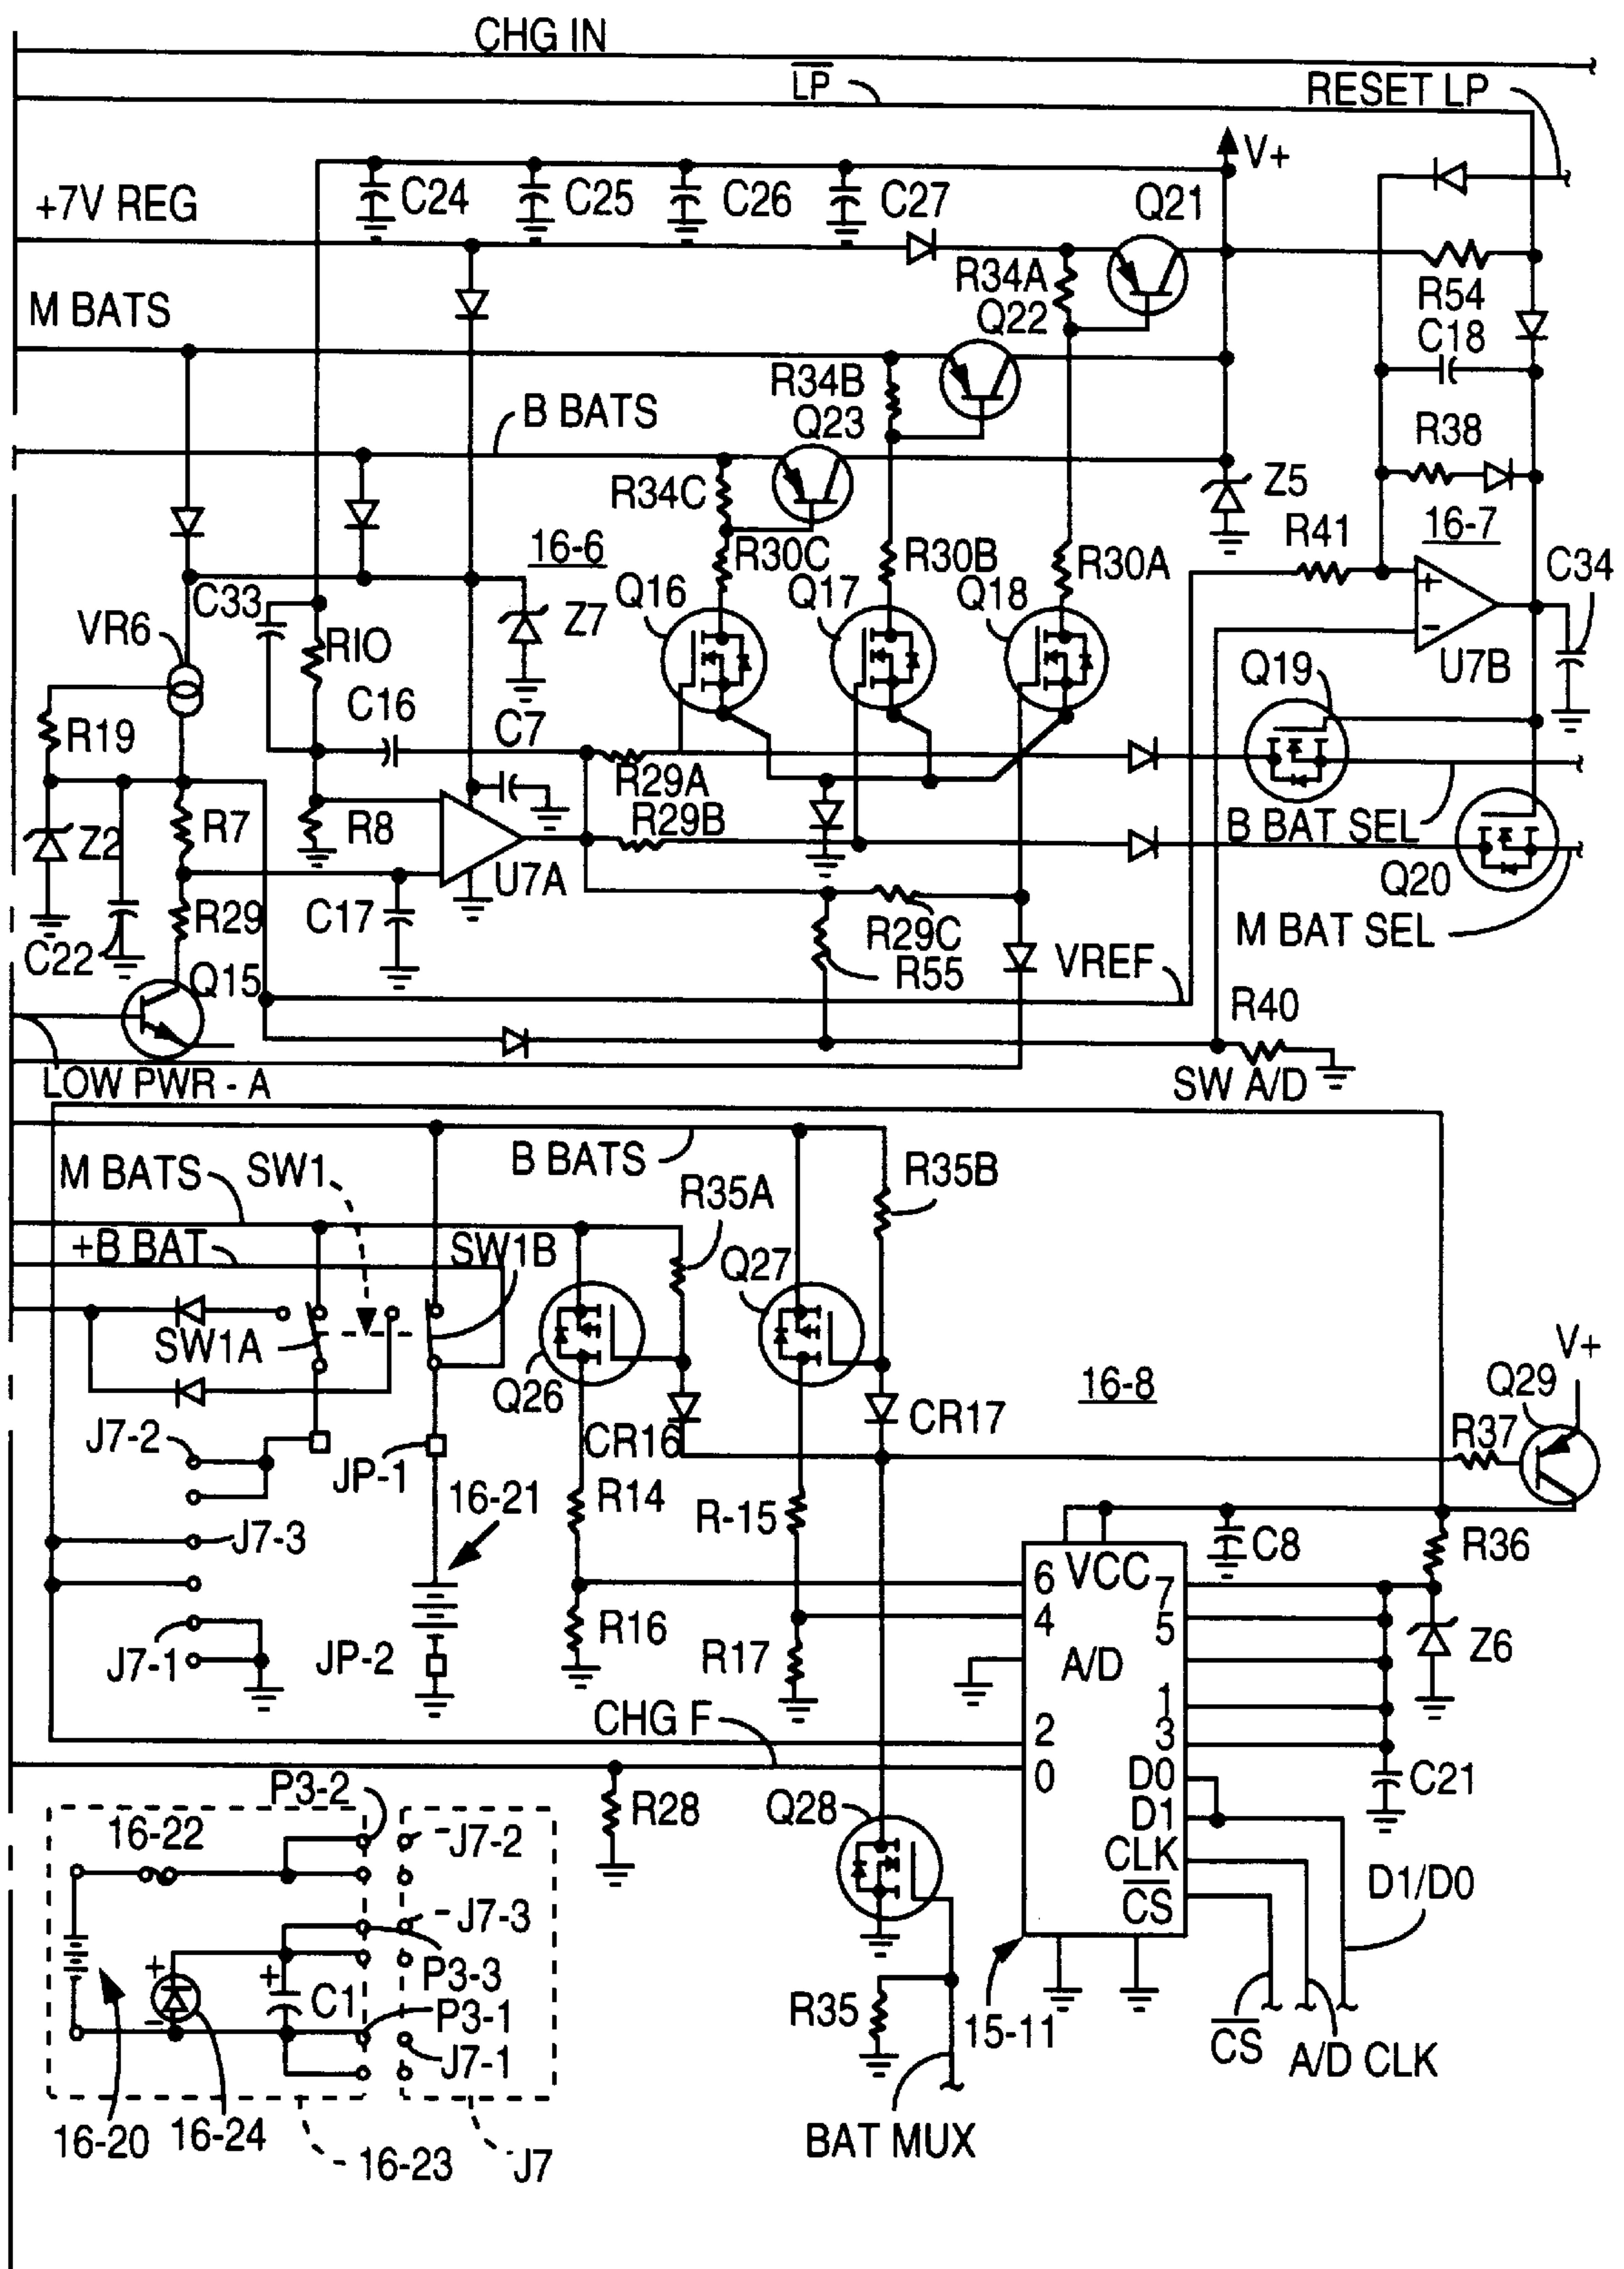 CHG IN
LP
RESET LP
V+
+7V REG
C24
C25
C26
C27
Q21
R34A
Q22
R54
C18
M BATS
R34B
Q23
B BATS
R34C
R38
Z5
16-6
R30C
R30B
R30A
R41
16-7
C34
C33
Q16
Q17
Q18
VR6
RIO
Z7
U7B
Q19
C16
C7
R19
R29A
R29B
Z2
R7
R8
U7A
B BAT SEL
Q20
C22
R29
C17
R29C
R55
M BAT SEL
Q15
VREF
R40
LOW PWR - A
SW A/D
M BATS
SW1
B BATS
R35A
R35B
+B BAT
SW1B
Q27
SW1A
Q26
16-8
V+
Q29
J7-2
CR16
CR17
R37
JP-1
16-21
R14
R-15
J7-3
C8
R36
6
VCC
7
4
5
J7-1
JP-2
R16
R17
A/D
Z6
1
CHG F
2
3
0
D0
C21
P3-2
R28
Q28
D1
16-22
J7-2
CLK
D1/D0
CS
J7-3
+
+
C1
P3-3
-
P3-1
R35
15-11
J7-1
CS
A/D CLK
16-20
16-24
16-23
J7
BAT MUX